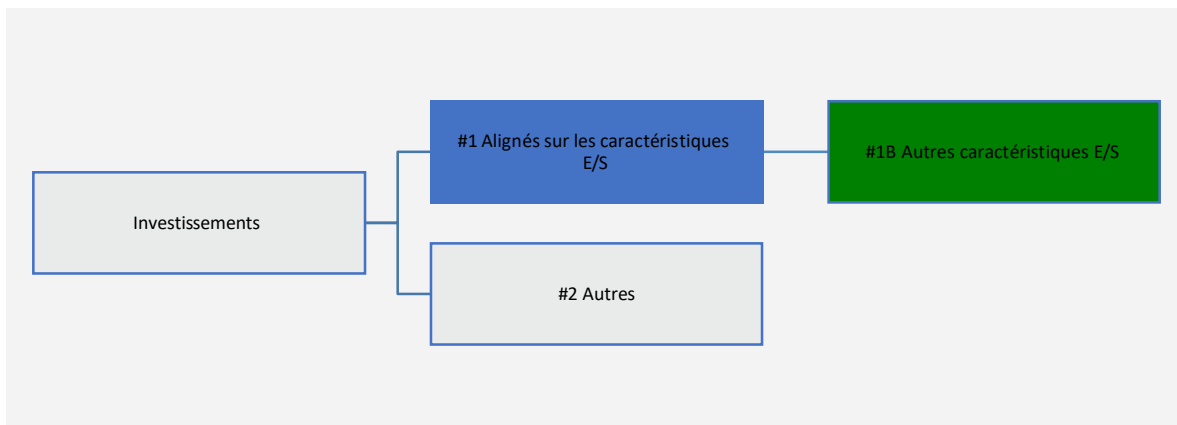 #1 Alignés sur les caractéristiques
E/S
#1B Autres caractéristiques E/S
Investissements
#2 Autres